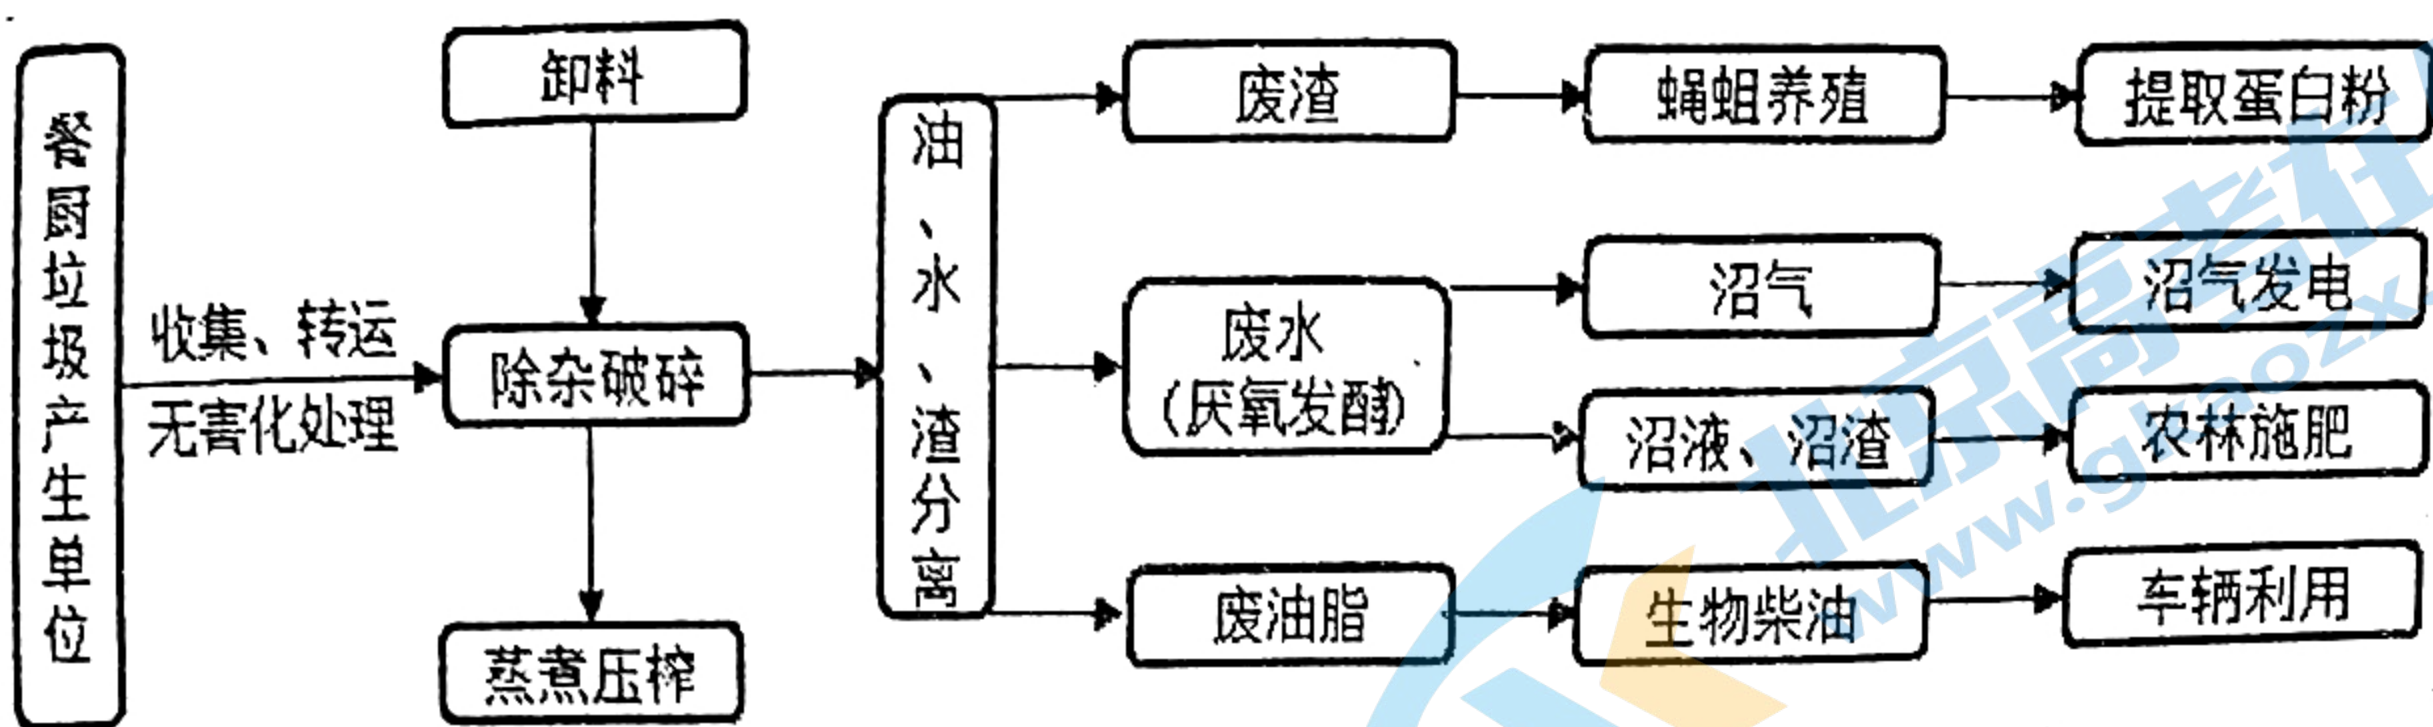 餐厨垃圾产生单位
收集、转运
无害化处理
卸料
除杂破碎
蒸煮压榨
油、水、渣分离
废渣
蝇蛆养殖
提取蛋白粉
废水
(厌氧发酵)
沼气
沼气发电
沼液、沼渣
农林施肥
废油脂
生物柴油
车辆利用
北京高考在
www.gkaozx.